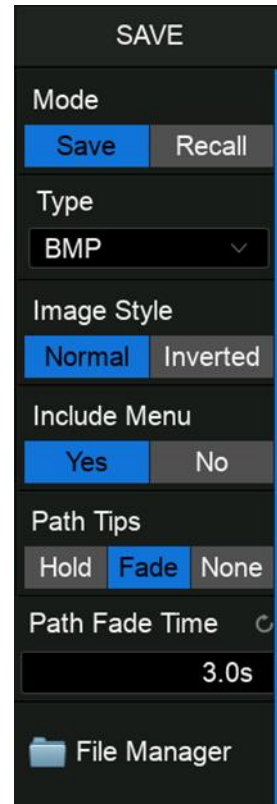 SAVE
Mode
Save Recall
Type
BMP
Image Style
Normal Inverted
Include Menu
Yes No
Path Tips
Hold Fade None
Path Fade Time
3.0s
File Manager